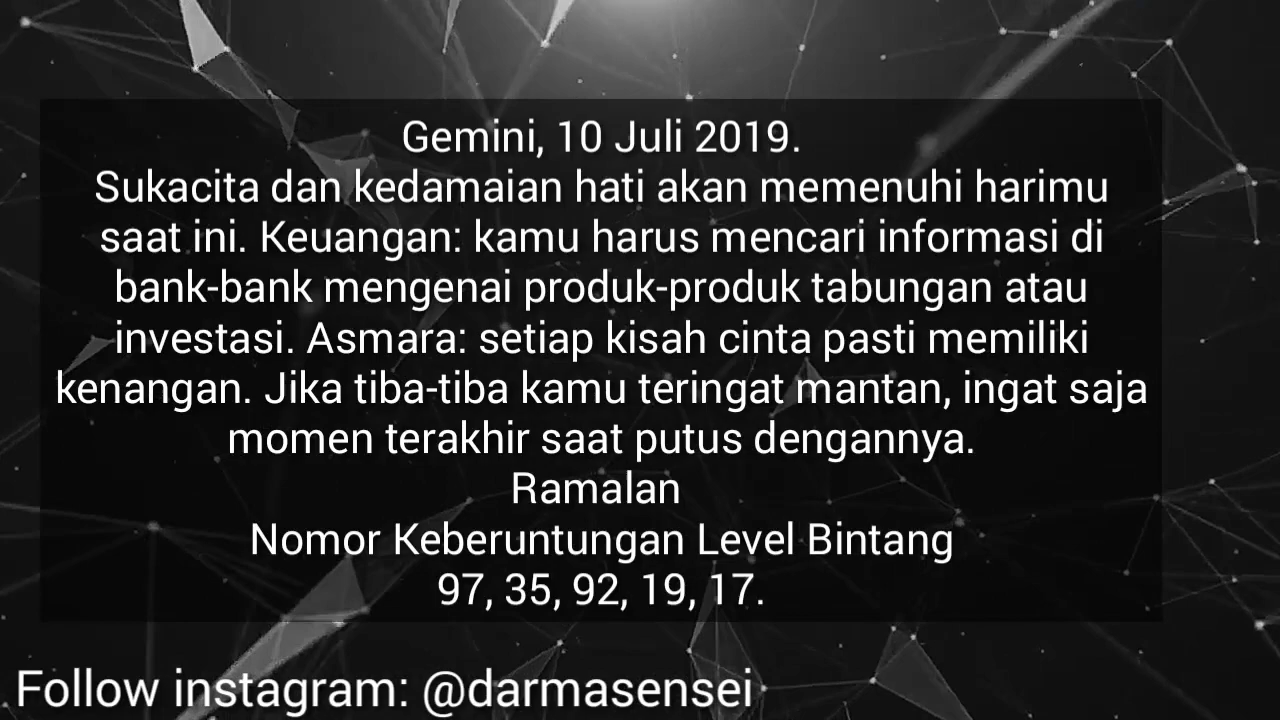 Gemini, 10 Juli 2019.
Sukacita dan kedamaian hati akan memenuhi harimu
saat ini. Keuangan: kamu harus mencari informasi di
bank-bank mengenai produk-produk tabungan atau
investasi. Asmara: setiap kisah cinta pasti memiliki
kenangan. Jika tiba-tiba kamu teringat mantan, ingat saja
momen terakhir saat putus dengannya.
Ramalan
Nomor Keberuntungan Level Bintang
97, 35, 92, 19, 17.
Follow instagram: @darmasensei